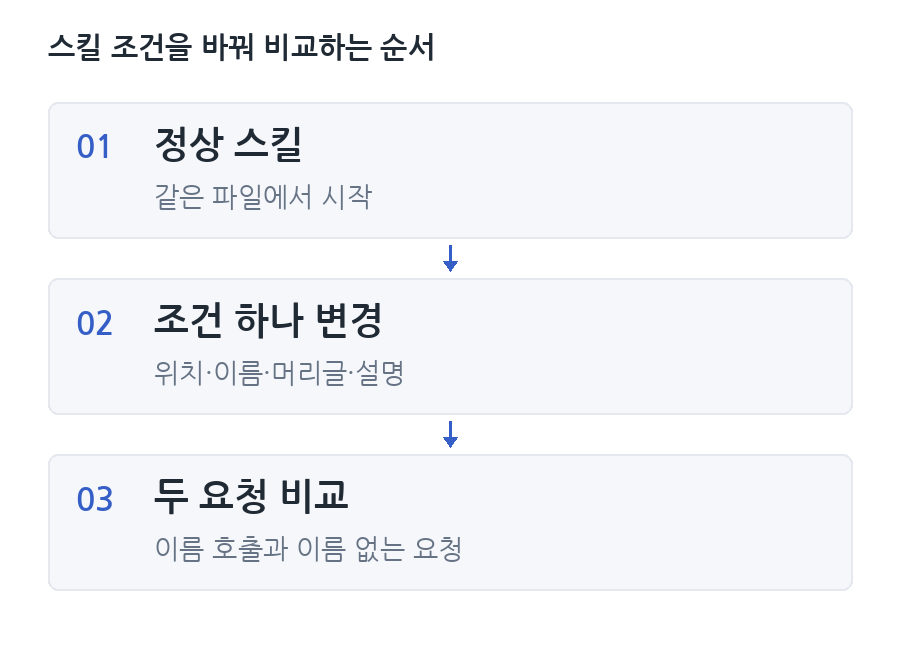 스킬 조건을 바꿔 비교하는 순서
01 정상 스킬
같은 파일에서 시작
02 조건 하나 변경
위치·이름·머리글·설명
03 두 요청 비교
이름 호출과 이름 없는 요청